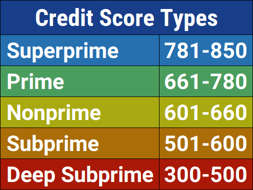 Credit Score Types
Superprime 781-850
Prime 661-780
Nonprime 601-660
Subprime 501-600
Deep Subprime 300-500